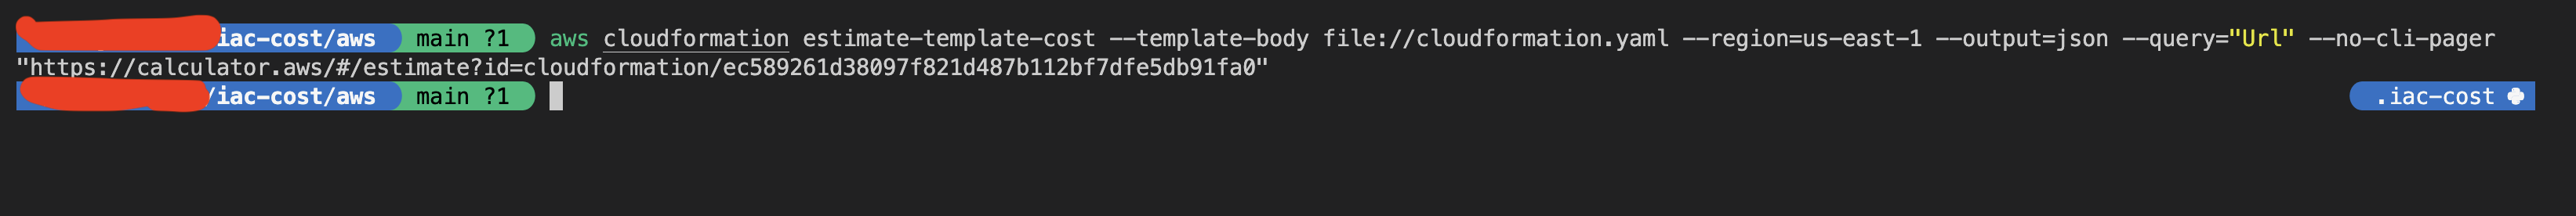 iac-cost/aws main ?1 aws cloudformation estimate-template-cost --template-body file://cloudformation.yaml --region=us-east-1 --output=json --query="Url" --no-cli-pager
"https://calculator.aws/#/estimate?id=cloudformation/ec589261d38097f821d487b112bf7dfe5db91fa0"
/iac-cost/aws main ?1 .iac-cost